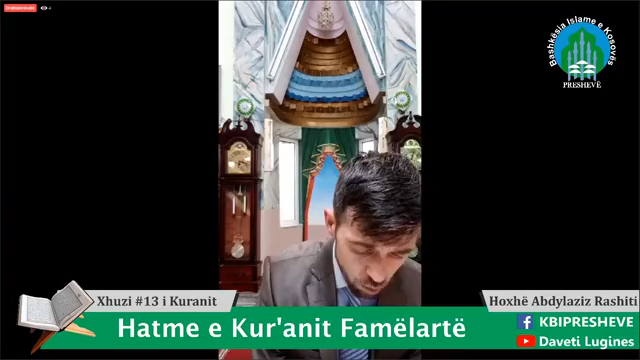 Bashkësia Islame e Kosovës
PRESHEVË
Xhuzi #13 i Kuranit
Hoxhë Abdylaziz Rashiti
Hatme e Kur'anit Famëlartë
KBIPRESHEVE
Daveti Lugines